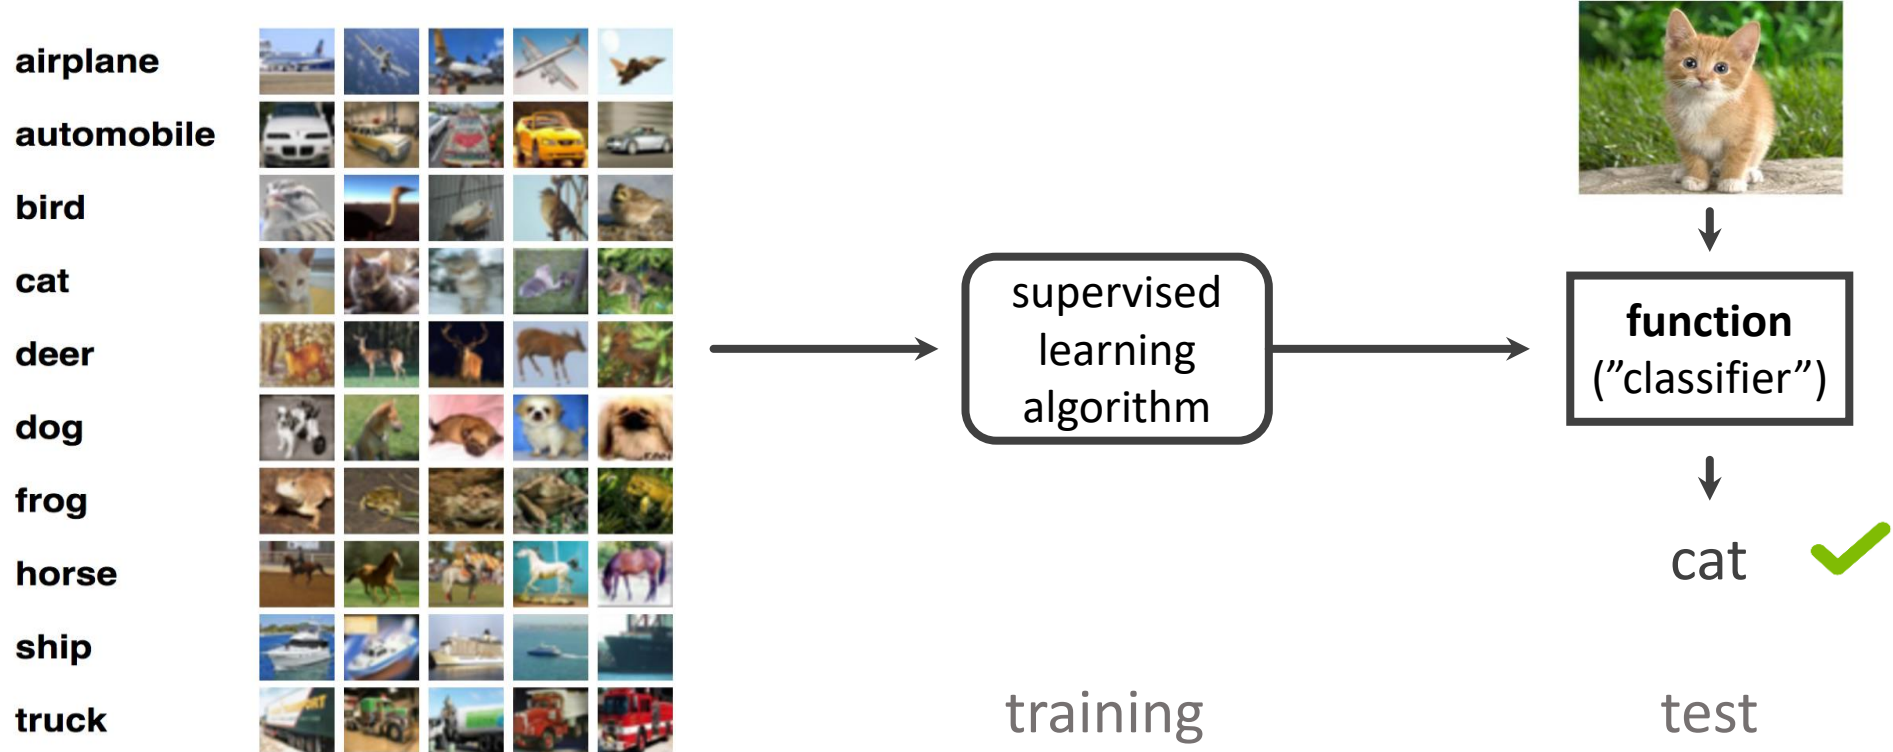 airplane
automobile
bird
cat
deer
dog
frog
horse
ship
truck
supervised
learning
algorithm
training
function
(”classifier”)
cat
test